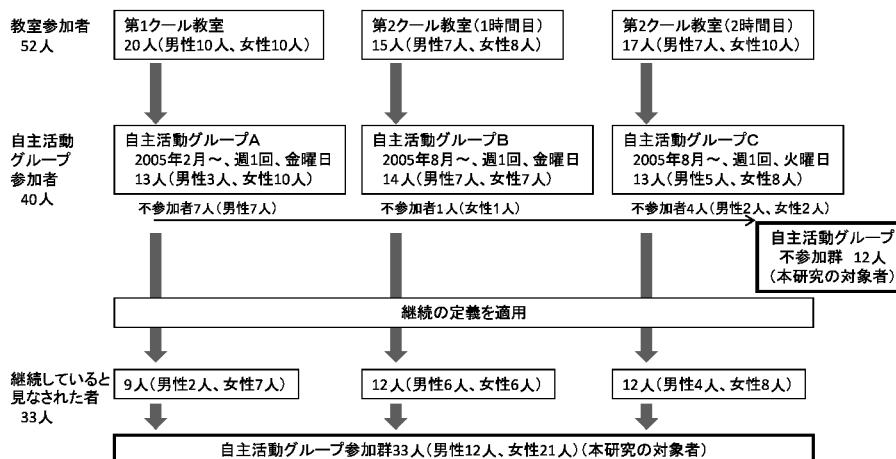 教室参加者
52人
第1クール教室
20人(男性10人、女性10人)
第2クール教室(1時間目)
15人(男性7人、女性8人)
第2クール教室(2時間目)
17人(男性7人、女性10人)
自主活動
グループ
参加者
40人
自主活動グループA
2005年2月～、週1回、金曜日
13人(男性3人、女性10人)
自主活動グループB
2005年8月～、週1回、金曜日
14人(男性7人、女性7人)
自主活動グループC
2005年8月～、週1回、火曜日
13人(男性5人、女性8人)
不参加者7人(男性7人)
不参加者1人(女性1人)
不参加者4人(男性2人、女性2人)
自主活動グループ
不参加群 12人
(本研究の対象者)
継続の定義を適用
継続していると
見なされた者
33人
9人(男性2人、女性7人)
12人(男性6人、女性6人)
12人(男性4人、女性8人)
自主活動グループ参加群33人(男性12人、女性21人)(本研究の対象者)